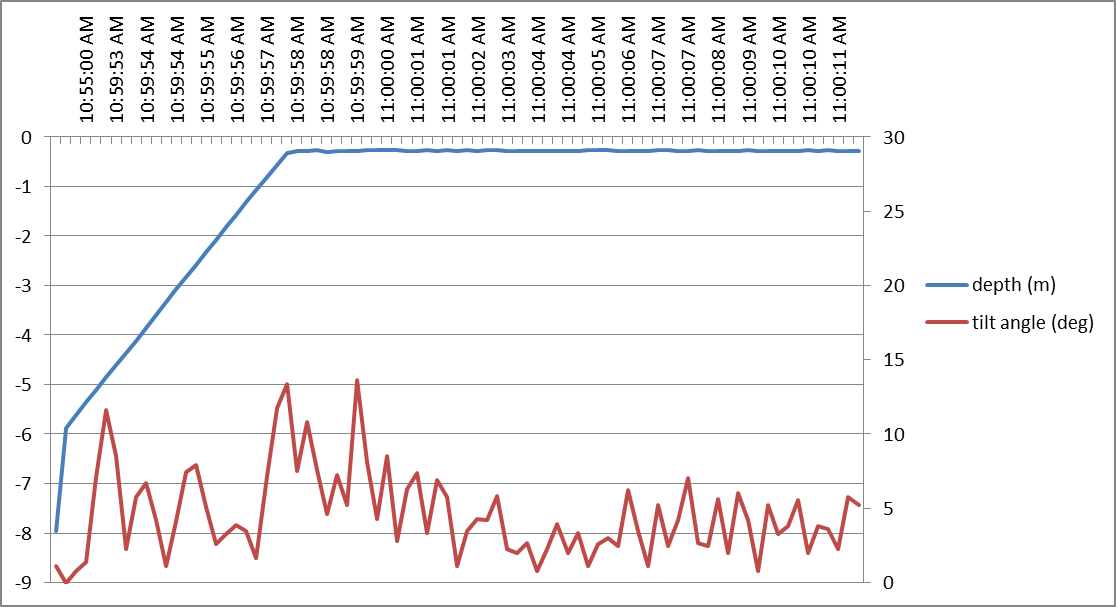 10:55:00 AM
10:59:53 AM
10:59:54 AM
10:59:54 AM
10:59:55 AM
10:59:56 AM
10:59:57 AM
10:59:58 AM
10:59:58 AM
10:59:59 AM
11:00:00 AM
11:00:01 AM
11:00:01 AM
11:00:02 AM
11:00:03 AM
11:00:04 AM
11:00:04 AM
11:00:05 AM
11:00:06 AM
11:00:07 AM
11:00:07 AM
11:00:08 AM
11:00:09 AM
11:00:10 AM
11:00:10 AM
11:00:11 AM
0
-1
-2
-3
-4
-5
-6
-7
-8
-9
30
25
20
15
10
5
0
depth (m)
tilt angle (deg)